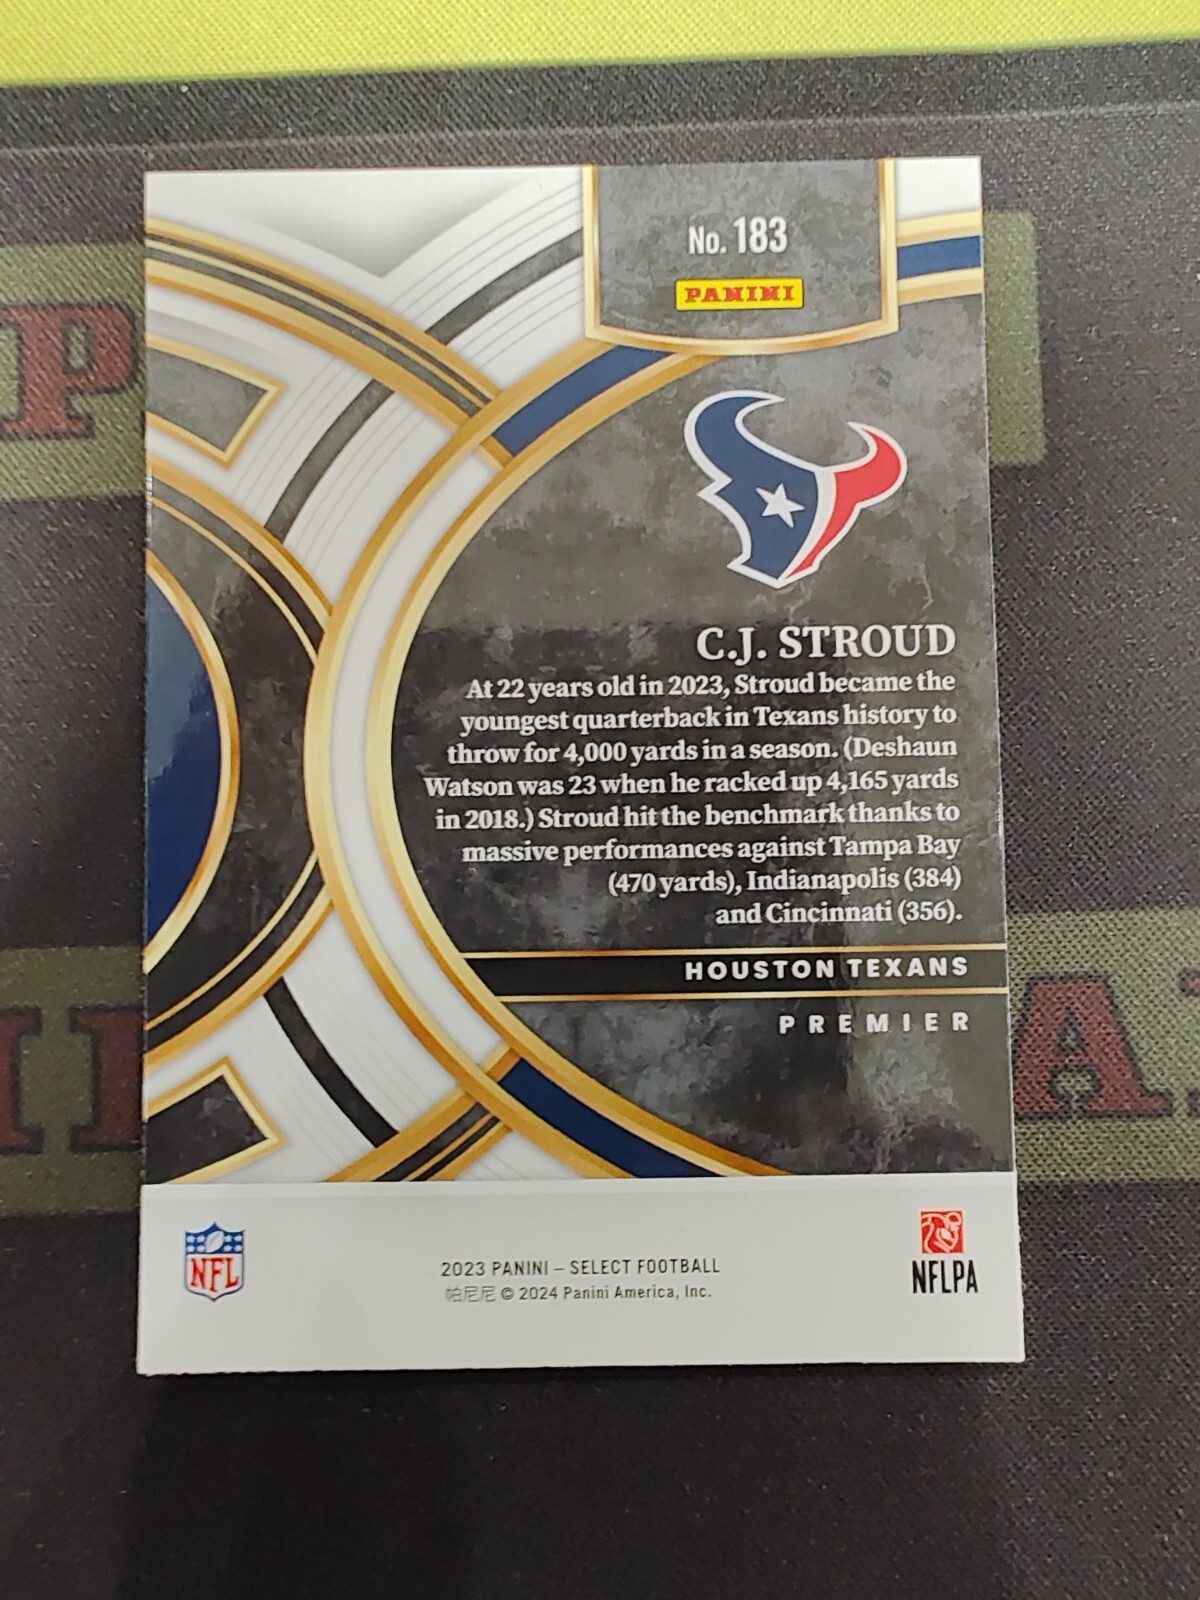 No. 183
PANINI
C.J. STROUD
At 22 years old in 2023, Stroud became the
youngest quarterback in Texans history to
throw for 4,000 yards in a season. (Deshaun
Watson was 23 when he racked up 4,165 yards
in 2018.) Stroud hit the benchmark thanks to
massive performances against Tampa Bay
(470 yards), Indianapolis (384)
and Cincinnati (356).
HOUSTON TEXANS
PREMIER
NFL
2023 PANINI – SELECT FOOTBALL
帕尼尼 © 2024 Panini America, Inc.
NFLPA